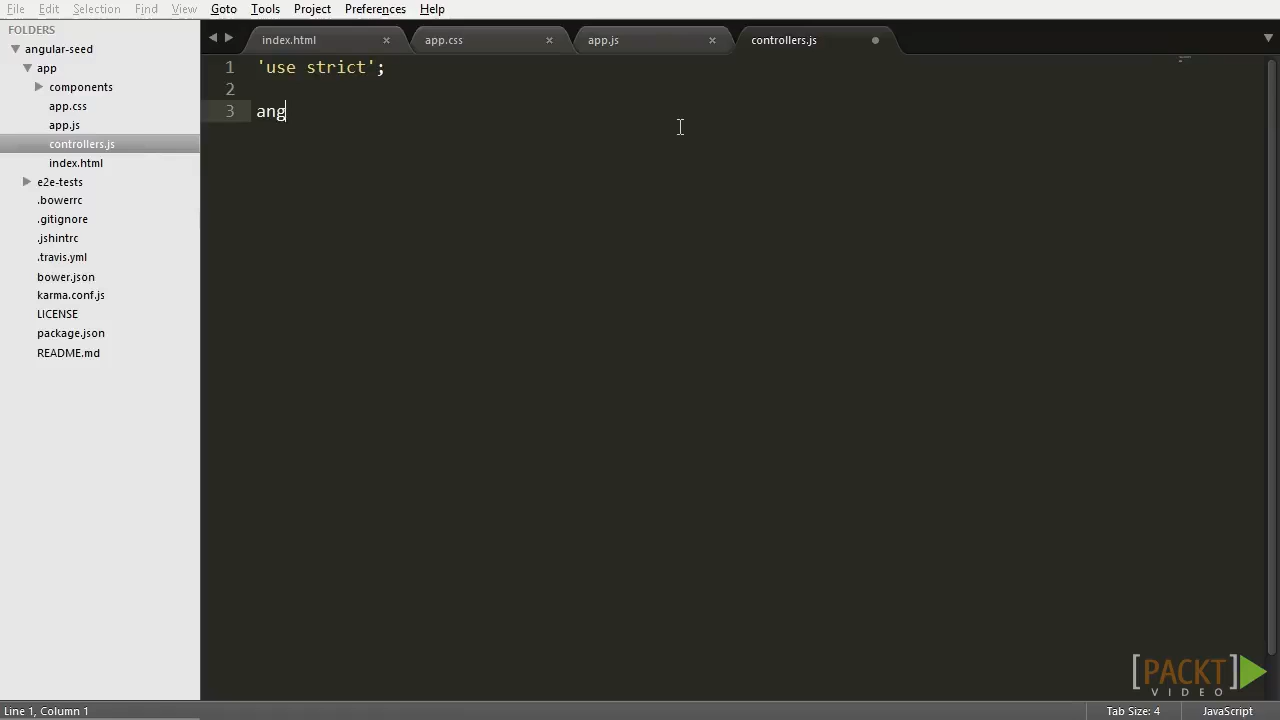 File Edit Selection Find View Goto Tools Project Preferences Help
FOLDERS
angular-seed
app
components
app.css
app.js
controllers.js
index.html
e2e-tests
.bowerrc
.gitignore
.jshintrc
.travis.yml
bower.json
karma.conf.js
LICENSE
package.json
README.md
index.html × app.css × app.js × controllers.js
1 'use strict';
2
3 ang
[PACKT]
VIDEO
Line 1, Column 1 Tab Size: 4 JavaScript